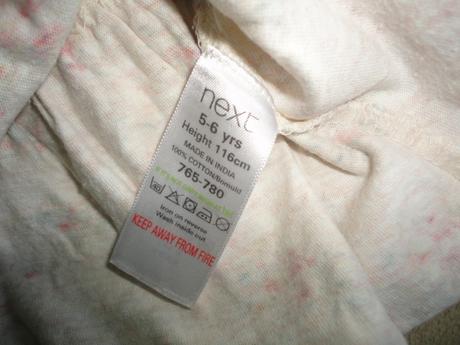 next
5-6 yrs
Height 116cm
MADE IN INDIA
100% COTTON/Bomuld
765-780
Iron on reverse
Wash inside out
KEEP AWAY FROM FIRE